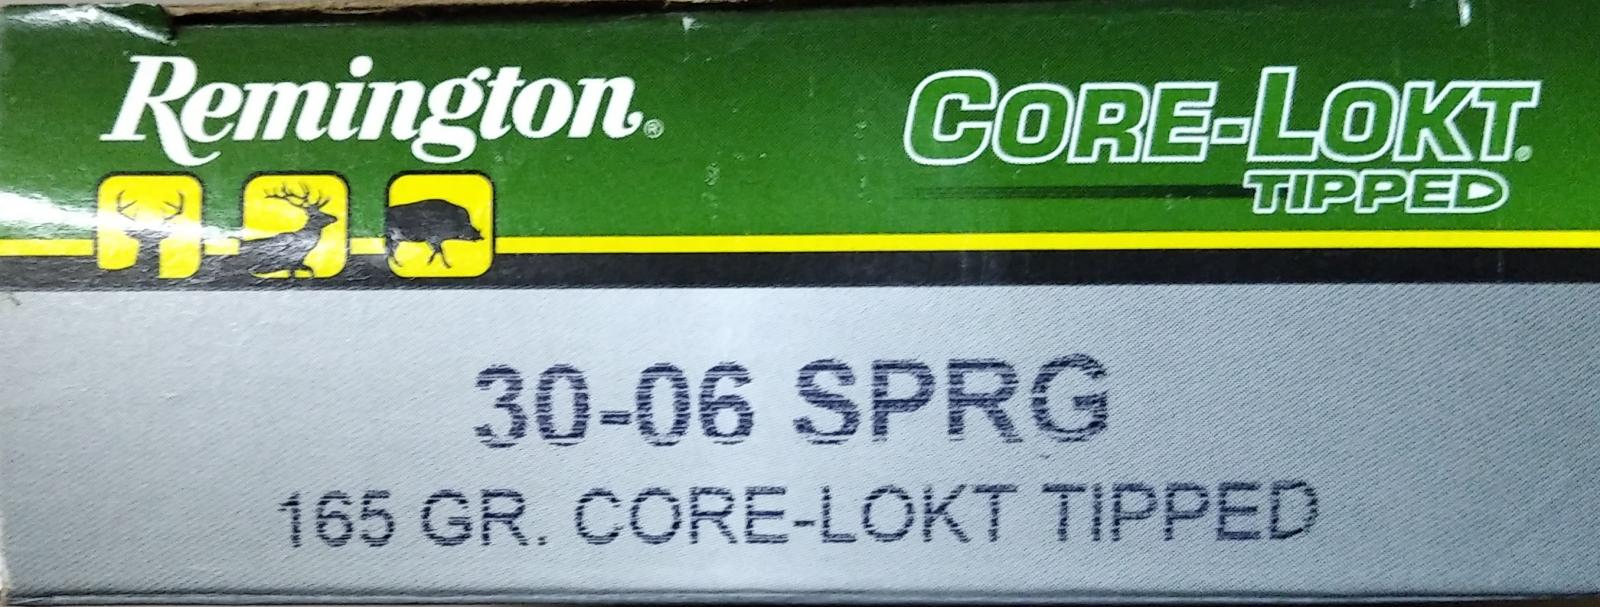 Remington®
CORE-LOKT®
TIPPED
30-06 SPRG
165 GR. CORE-LOKT TIPPED